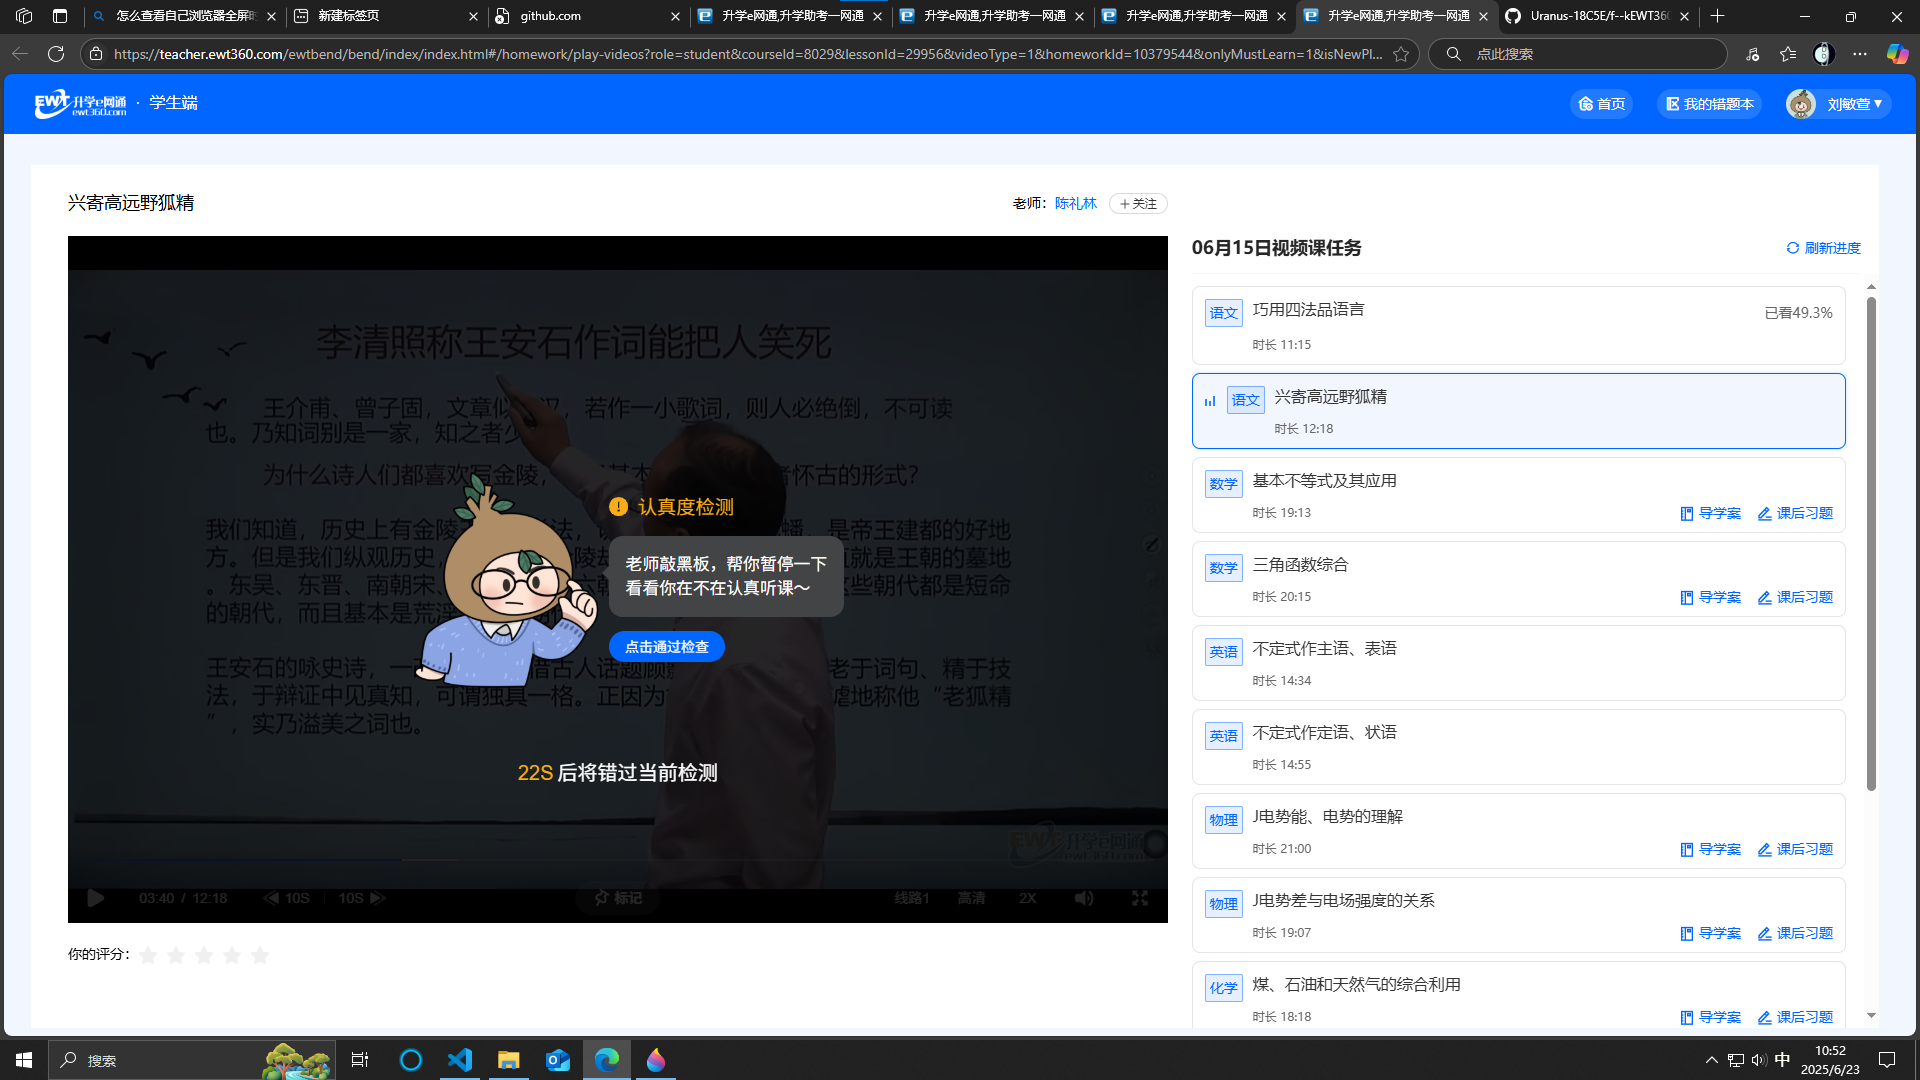 怎么查看自己浏览器全屏时
新建标签页
github.com
升学e网通,升学助考一网通
升学e网通,升学助考一网通
升学e网通,升学助考一网通
升学e网通,升学助考一网通
Uranus-18C5E/f--kEWT360
https://teacher.ewt360.com/ewtbend/bend/index/index.html#/homework/play-videos?role=student&courseId=8029&lessonId=29956&videoType=1&homeworkId=10379544&onlyMustLearn=1&isNewPl...
点此搜索
EWT 升学e网通
ewt360.com
· 学生端
首页
我的错题本
刘敏萱▼
兴寄高远野狐精
老师：陈礼林
＋关注
李清照称王安石作词能把人笑死
王介甫、曾子固，文章似
汉，若作一小歌词，则人必绝倒，不可读
也。乃知词别是一家，知之者少
为什么诗人们都喜欢写金陵，
基本
者怀古的形式？
我们知道，历史上有金陵
法，
蟠，是帝王建都的好地
方。但是我们纵观历史，
陵
就是王朝的墓地
。东吴、东晋、南朝宋、
些朝代都是短命
的朝代，而且基本是荒淫
王安石的咏史诗，一
借古人话题顾
老于词句、精于技
法，于辩证中见真知，可谓独具一格。正因为
虐地称他“老狐精
”，实乃溢美之词也。
认真度检测
老师敲黑板，帮你暂停一下
看看你在不在认真听课～
点击通过检查
22S 后将错过当前检测
EWT 升学e网通
ewt360.com
03:40 / 12:18
10S
10S
标记
线路1
高清
2X
你的评分：
06月15日视频课任务
刷新进度
语文
巧用四法品语言
已看49.3%
时长 11:15
语文
兴寄高远野狐精
时长 12:18
数学
基本不等式及其应用
时长 19:13
导学案
课后习题
数学
三角函数综合
时长 20:15
导学案
课后习题
英语
不定式作主语、表语
时长 14:34
英语
不定式作定语、状语
时长 14:55
物理
J电势能、电势的理解
时长 21:00
导学案
课后习题
物理
J电势差与电场强度的关系
时长 19:07
导学案
课后习题
化学
煤、石油和天然气的综合利用
时长 18:18
导学案
课后习题
搜索
中
10:52
2025/6/23